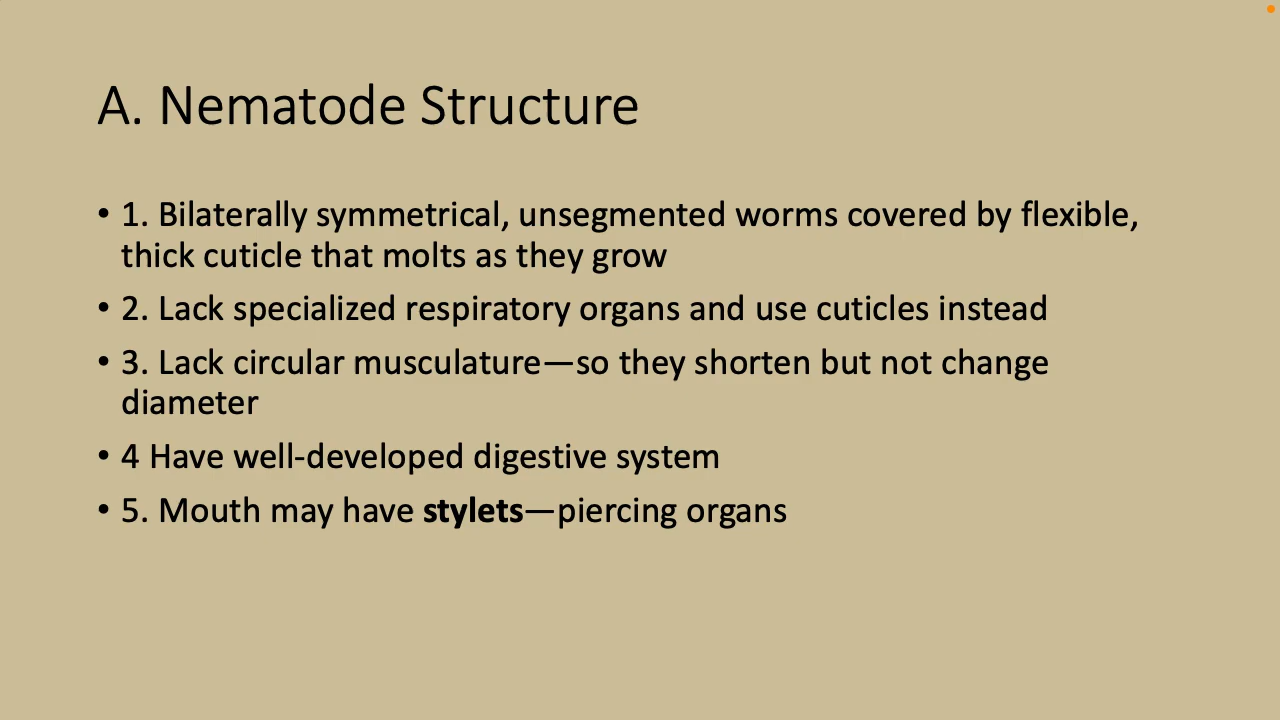 A. Nematode Structure
• 1. Bilaterally symmetrical, unsegmented worms covered by flexible,
thick cuticle that molts as they grow
• 2. Lack specialized respiratory organs and use cuticles instead
• 3. Lack circular musculature—so they shorten but not change
diameter
• 4 Have well-developed digestive system
• 5. Mouth may have stylets—piercing organs